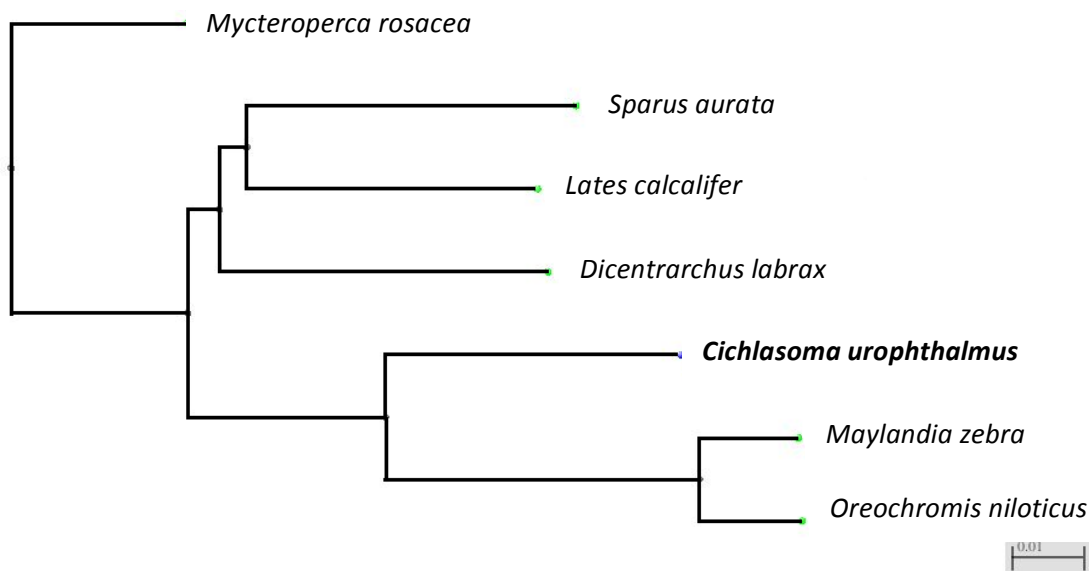 Mycteroperca rosacea
Sparus aurata
Lates calcalifer
Dicentrarchus labrax
Cichlasoma urophthalmus
Maylandia zebra
Oreochromis niloticus
0.01